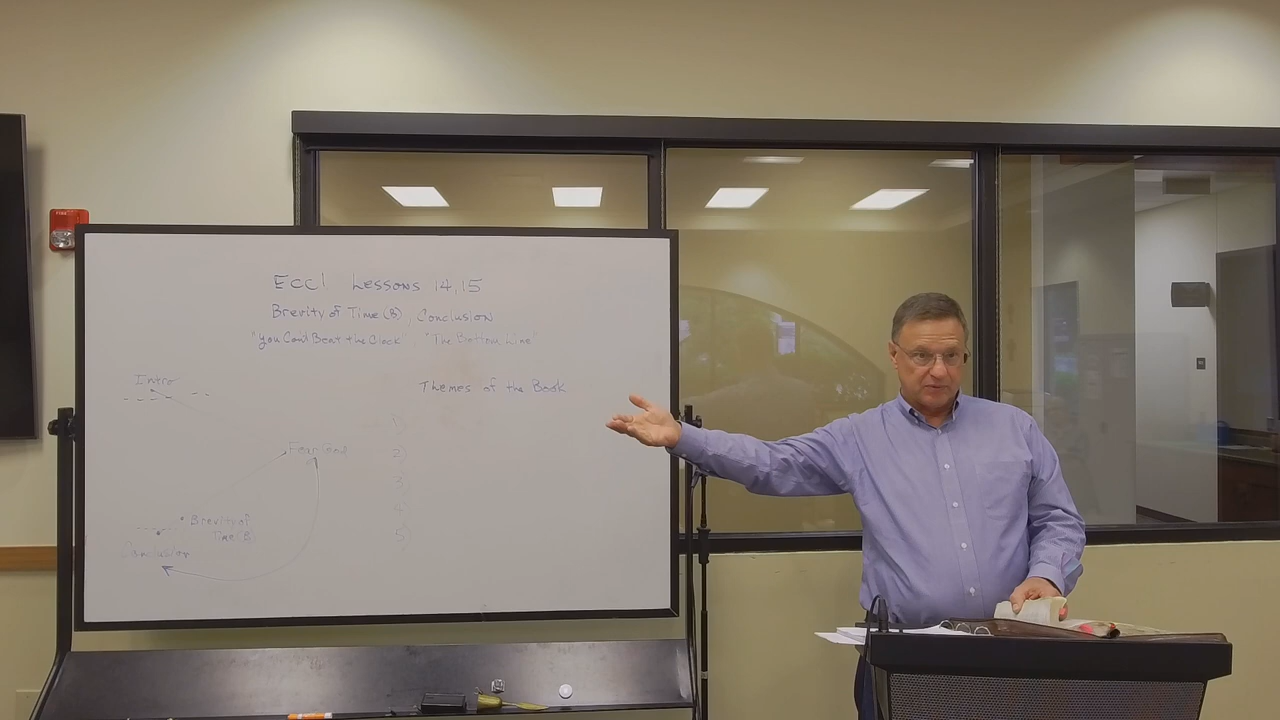 Eccl Lessons 14,15
Brevity of Time (B), Conclusion
"You Can't Beat the Clock, "The Bottom Line"
Intro
Themes of the Book
1)
Fear God
2)
3)
4)
5)
Brevity of
Time (B)
Conclusion
FIRE